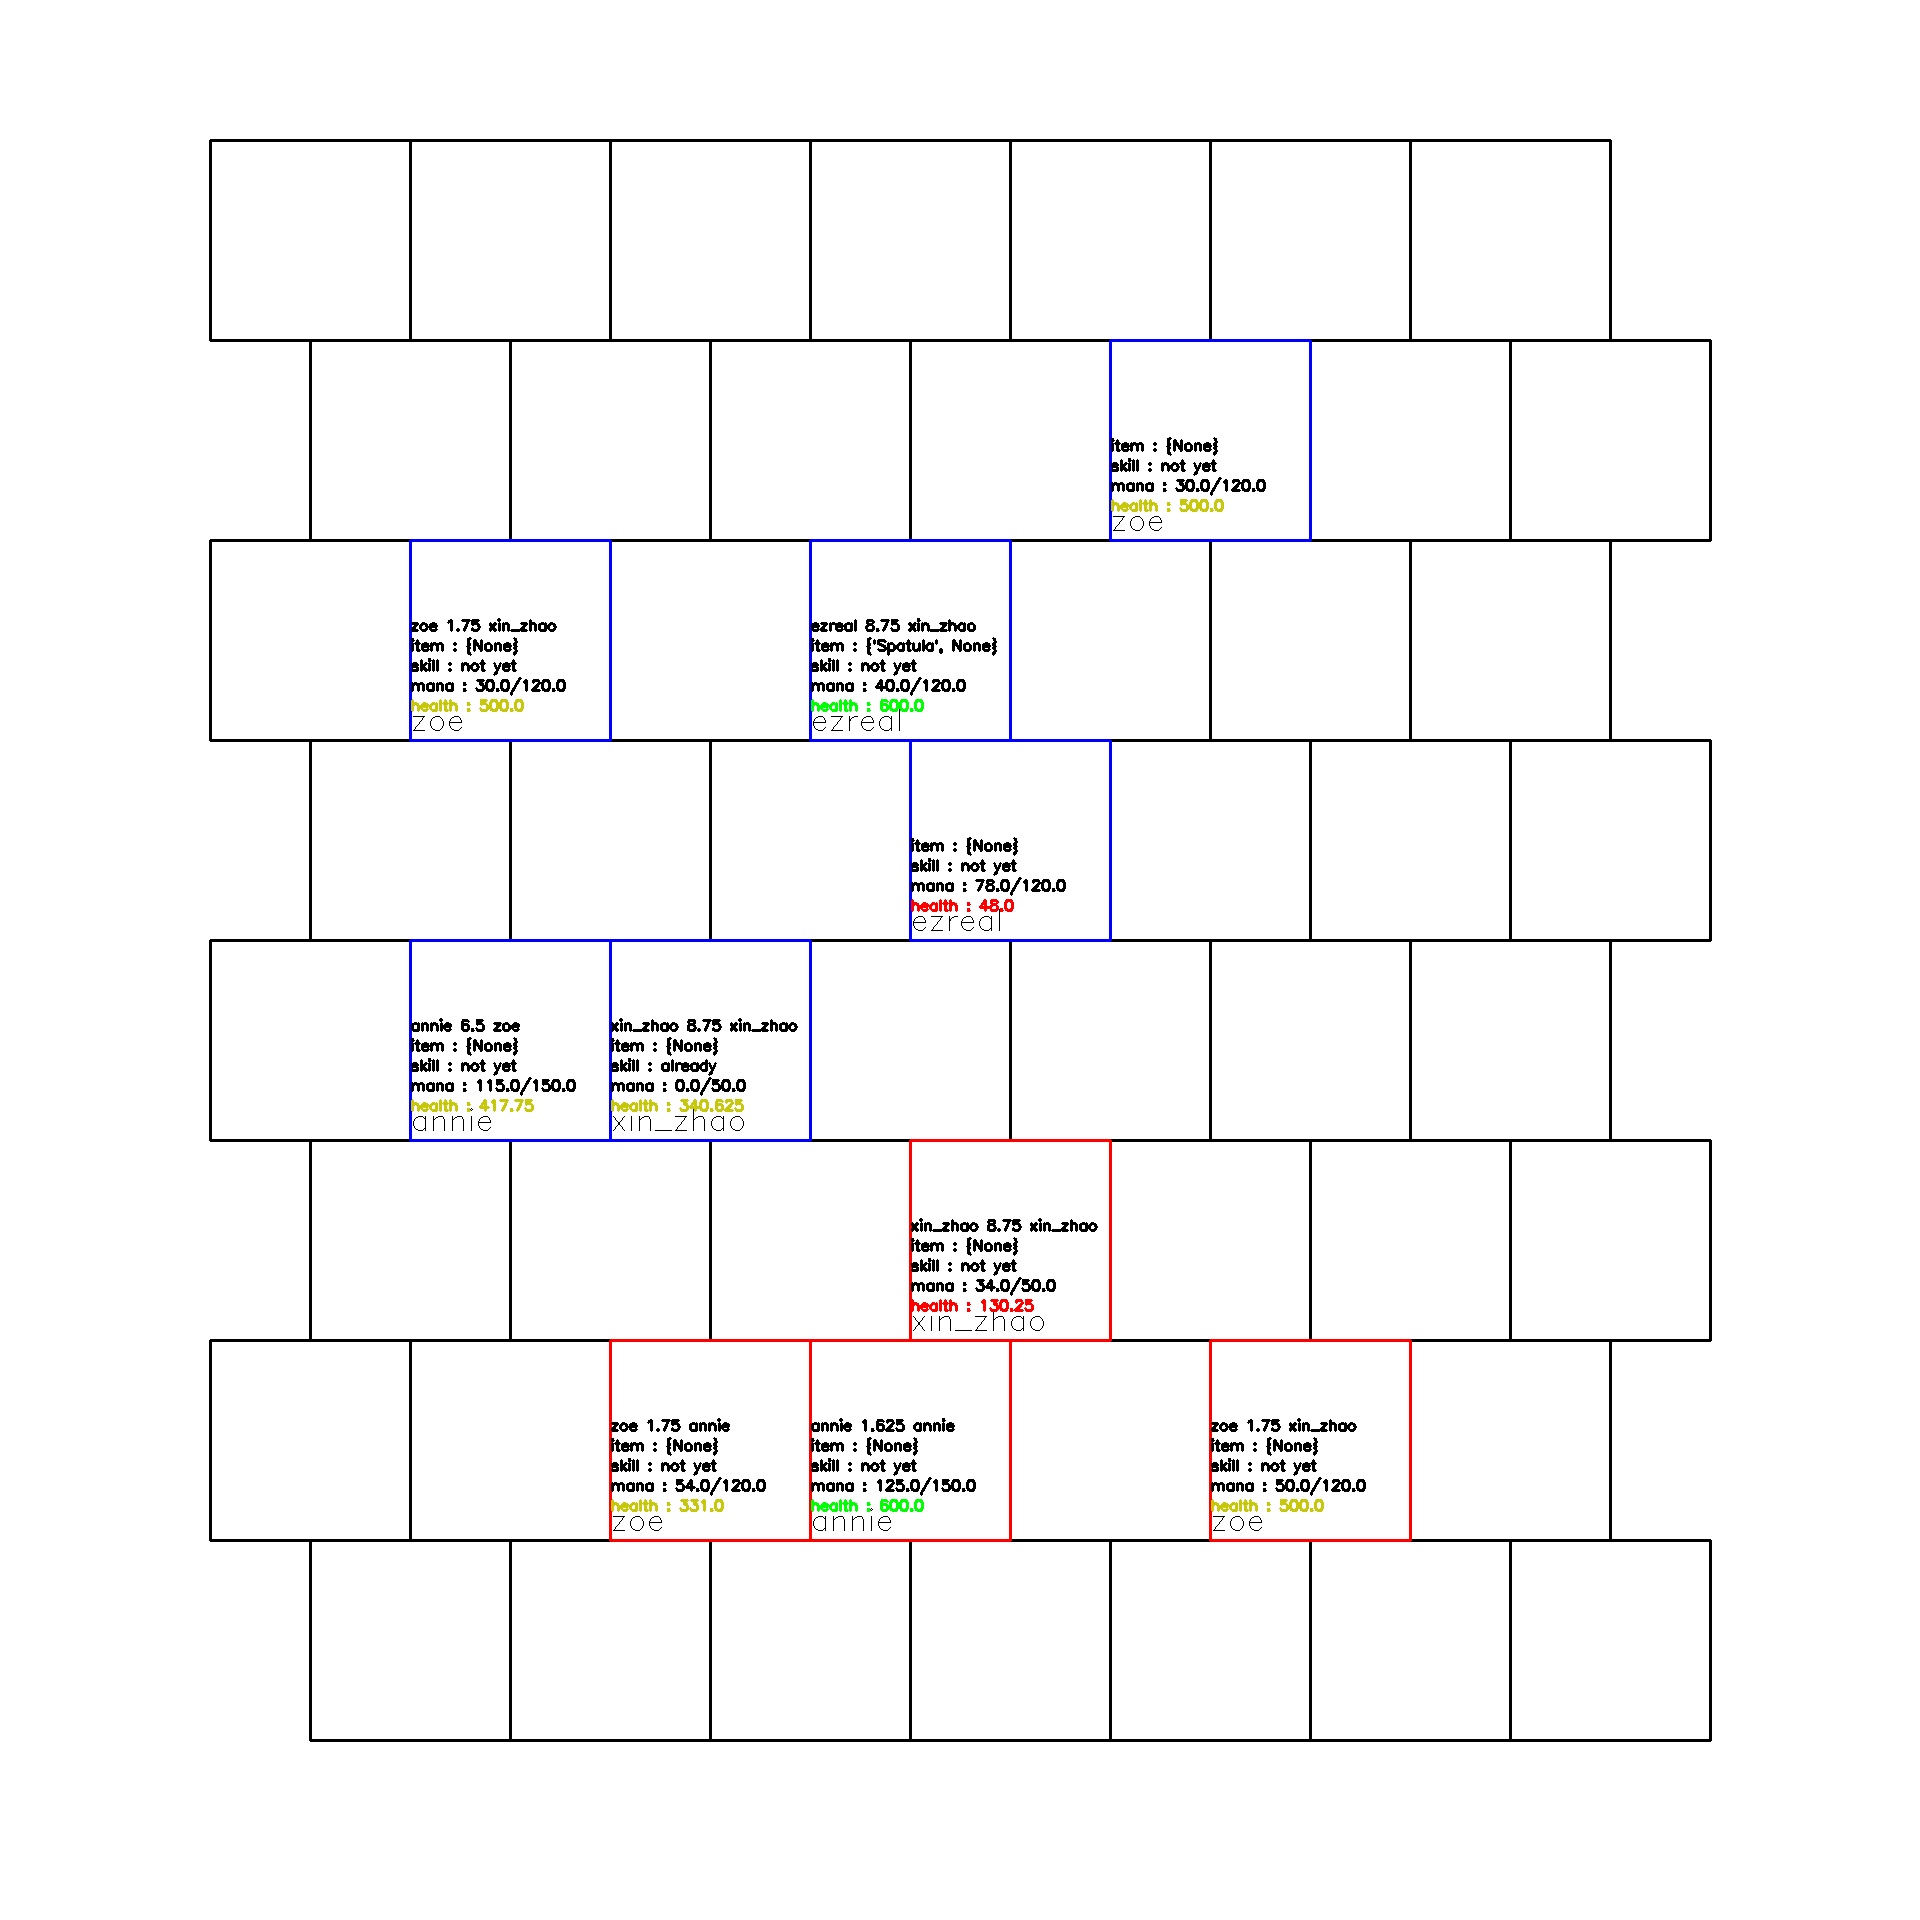 item : {None}
skill : not yet
mana : 30.0/120.0
health : 500.0
zoe
zoe 1.75 xin_zhao
item : {None}
skill : not yet
mana : 30.0/120.0
health : 500.0
zoe
ezreal 8.75 xin_zhao
item : {'Spatula', None}
skill : not yet
mana : 40.0/120.0
health : 600.0
ezreal
item : {None}
skill : not yet
mana : 78.0/120.0
health : 48.0
ezreal
annie 6.5 zoe
item : {None}
skill : not yet
mana : 115.0/150.0
health : 417.75
annie
xin_zhao 8.75 xin_zhao
item : {None}
skill : already
mana : 0.0/50.0
health : 340.625
xin_zhao
xin_zhao 8.75 xin_zhao
item : {None}
skill : not yet
mana : 34.0/50.0
health : 130.25
xin_zhao
zoe 1.75 annie
item : {None}
skill : not yet
mana : 54.0/120.0
health : 331.0
zoe
annie 1.625 annie
item : {None}
skill : not yet
mana : 125.0/150.0
health : 600.0
annie
zoe 1.75 xin_zhao
item : {None}
skill : not yet
mana : 50.0/120.0
health : 500.0
zoe